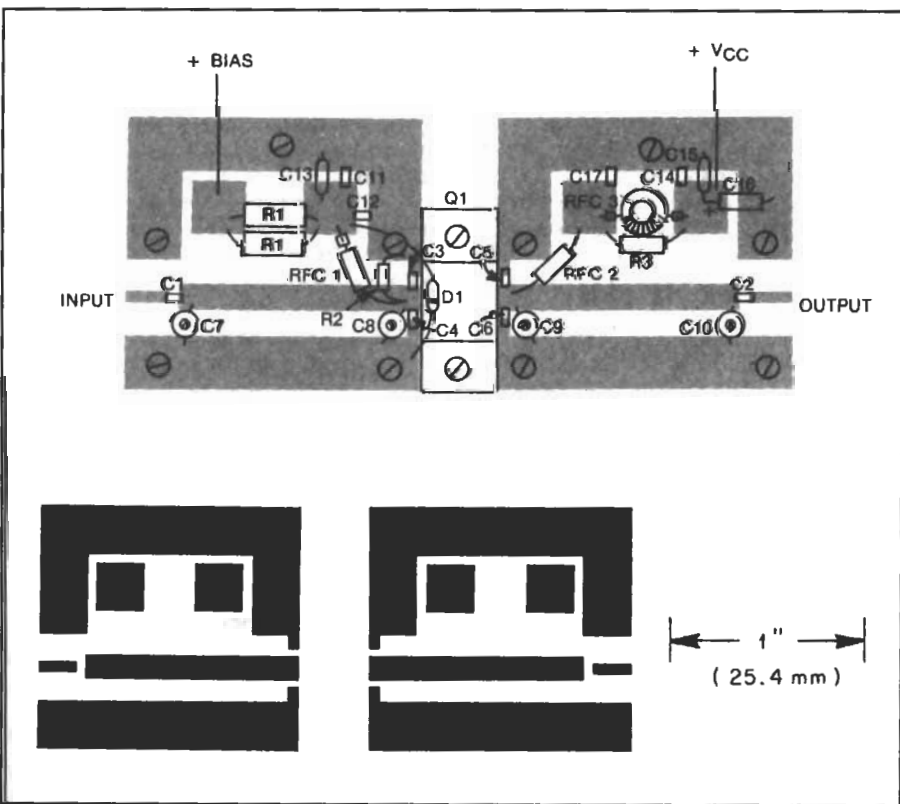 + BIAS
+ VCC
C13
C11
C12
Q1
C17
C14
C15
C16
RFC 3
R1
R1
C3
C5
R3
RFC 1
RFC 2
C1
C2
INPUT
D1
OUTPUT
R2
C7
C8
C4
C6
C9
C10
1"
(25.4 mm)